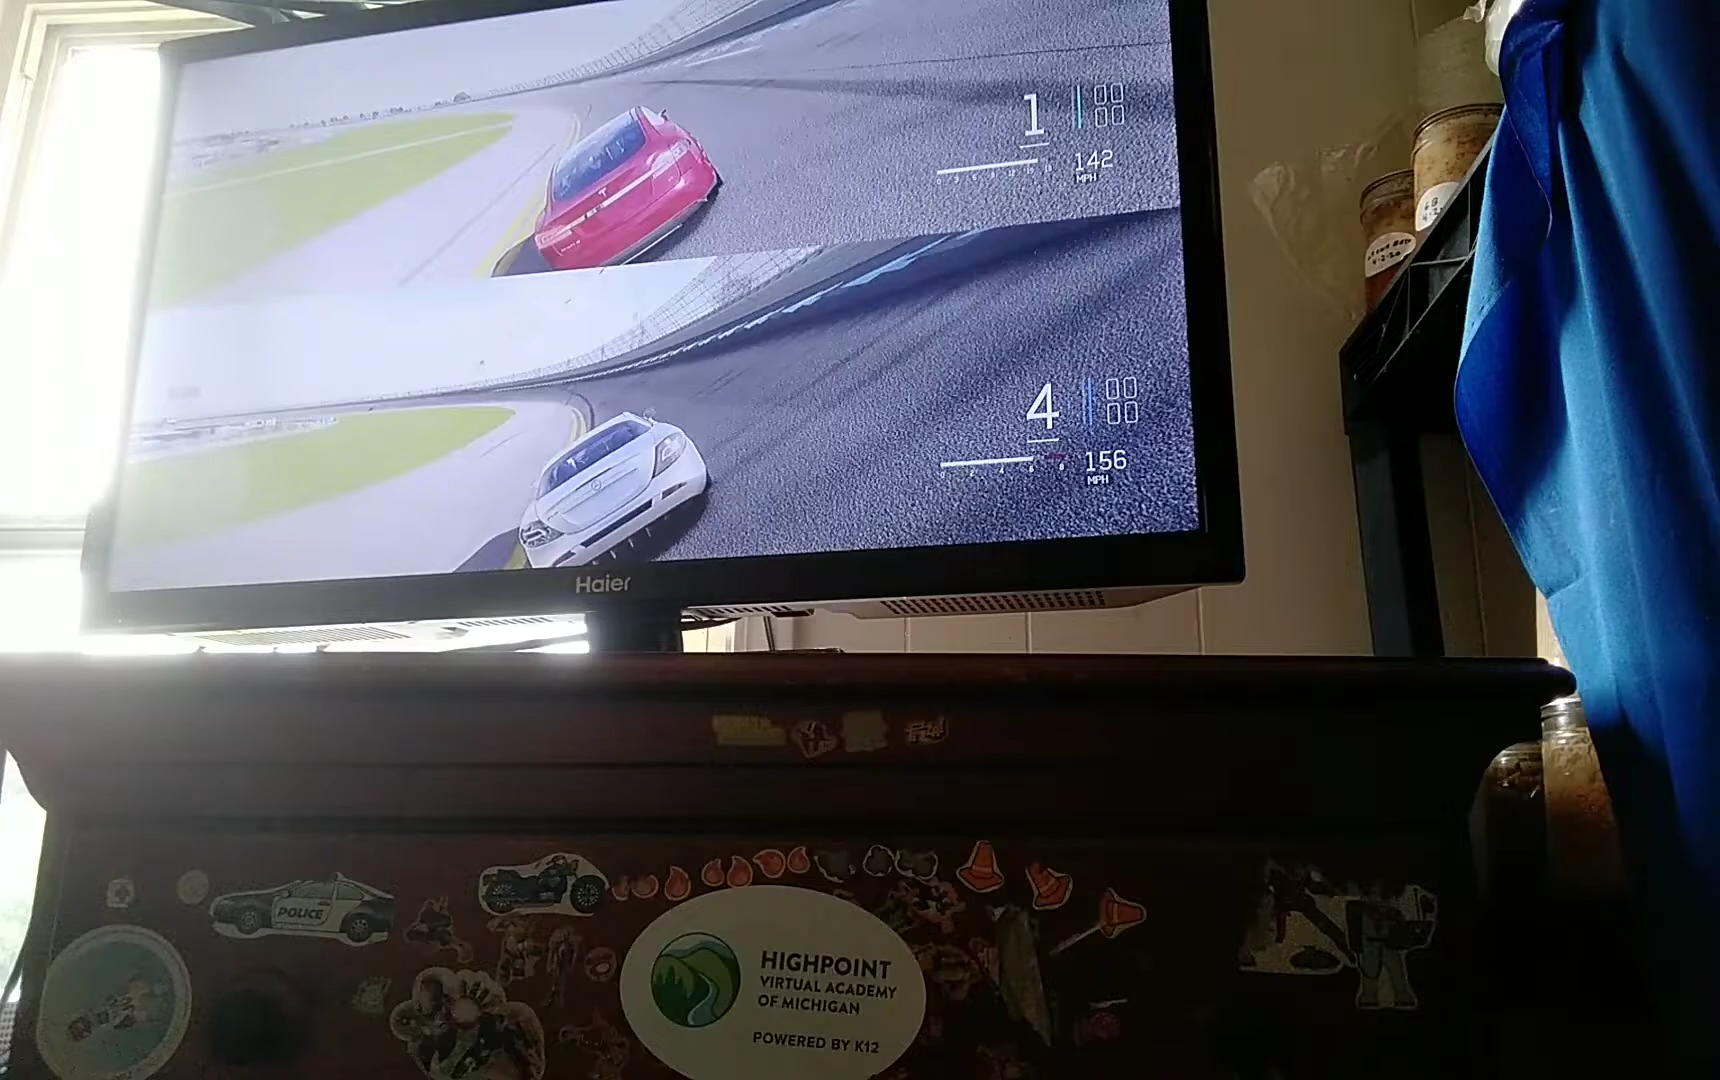 1
142
MPH
4
156
MPH
Haier
POLICE
HIGHPOINT
VIRTUAL ACADEMY
OF MICHIGAN
POWERED BY K12